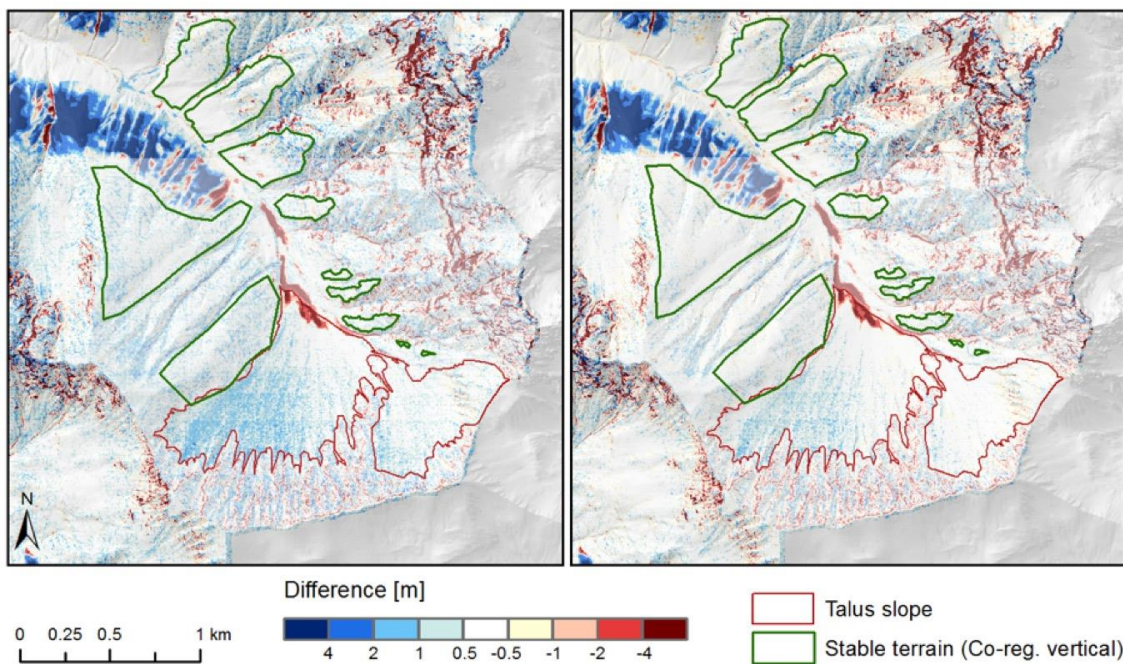 N
Difference [m]
0 0.25 0.5 1 km
4 2 1 0.5 -0.5 -1 -2 -4
Talus slope
Stable terrain (Co-reg. vertical)